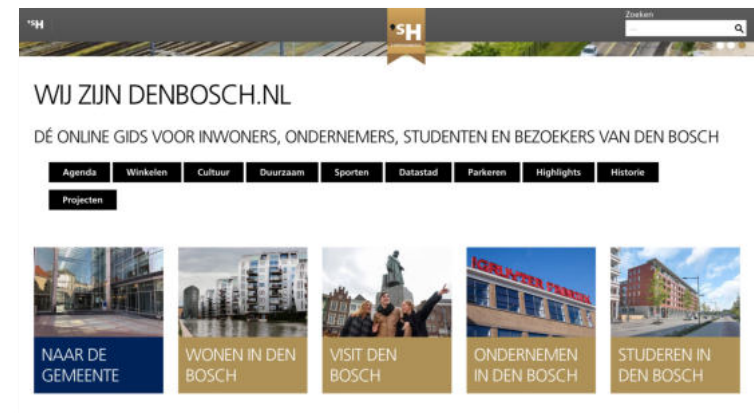 'SH
'SH
Zoeken
WIJ ZIJN DENBOSCH.NL
DÉ ONLINE GIDS VOOR INWONERS, ONDERNEMERS, STUDENTEN EN BEZOEKERS VAN DEN BOSCH
Agenda Winkelen Cultuur Duurzaam Sporten Datastad Parkeren Highlights Historie
Projecten
NAAR DE
GEMEENTE
WONEN IN DEN
BOSCH
VISIT DEN
BOSCH
ONDERNEMEN
IN DEN BOSCH
STUDEREN IN
DEN BOSCH